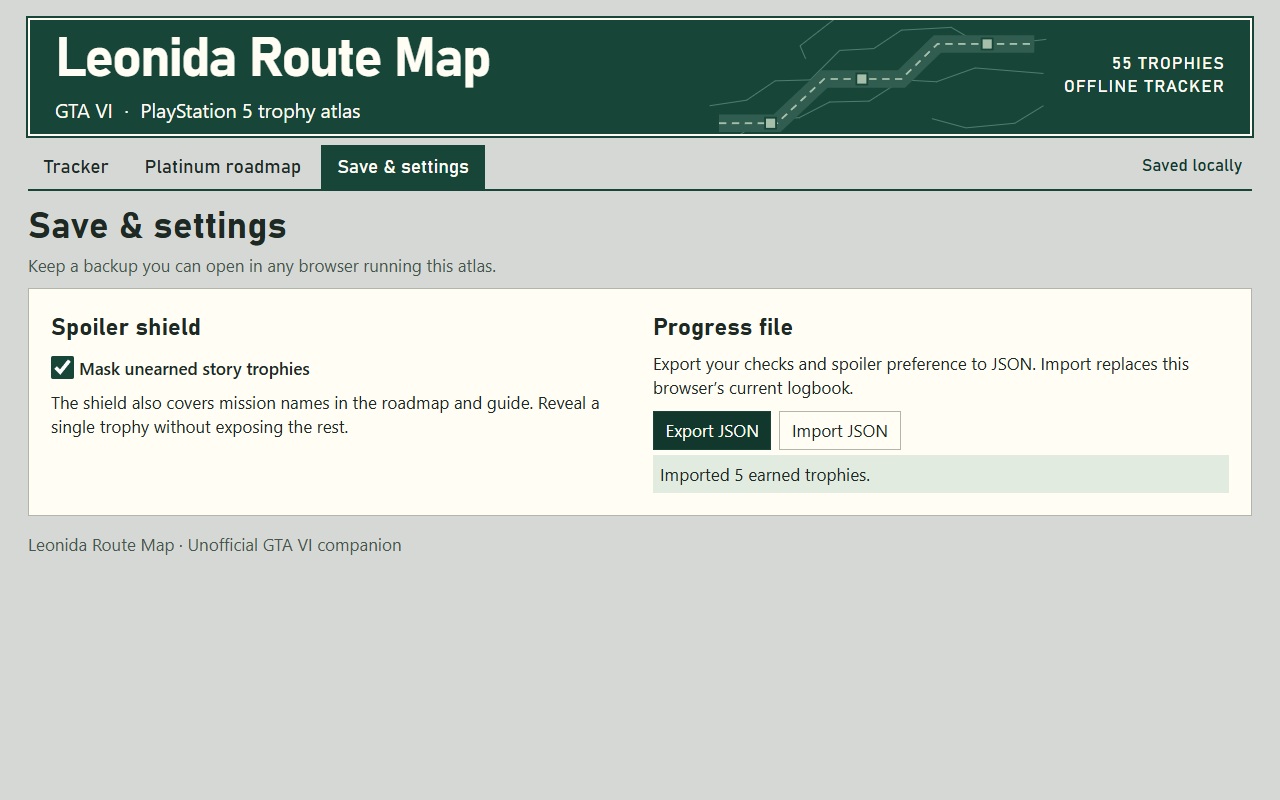 Leonida Route Map
GTA VI · PlayStation 5 trophy atlas
55 TROPHIES
OFFLINE TRACKER
Tracker
Platinum roadmap
Save & settings
Saved locally
Save & settings
Keep a backup you can open in any browser running this atlas.
Spoiler shield
Mask unearned story trophies
The shield also covers mission names in the roadmap and guide. Reveal a
single trophy without exposing the rest.
Progress file
Export your checks and spoiler preference to JSON. Import replaces this
browser's current logbook.
Export JSON
Import JSON
Imported 5 earned trophies.
Leonida Route Map · Unofficial GTA VI companion